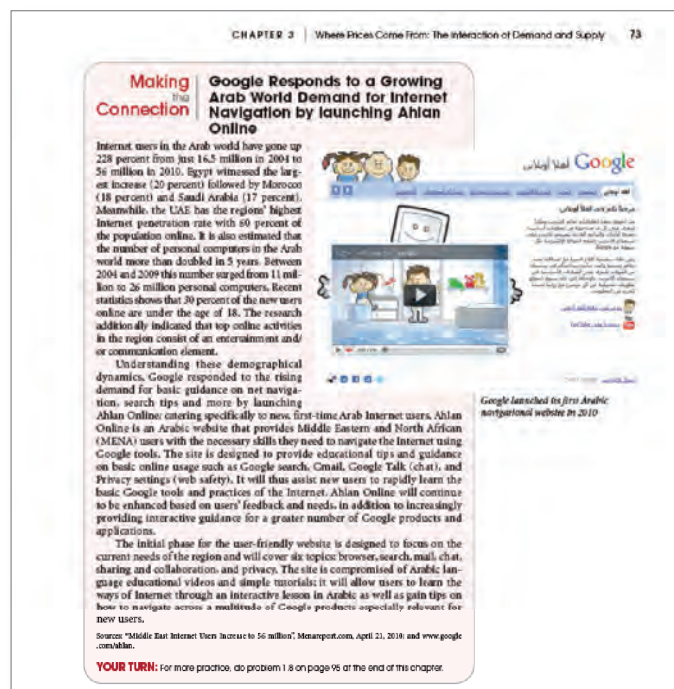 CHAPTER 3 | Where Prices Come From: The Interaction of Demand and Supply 73
Making
the
Connection
Google Responds to a Growing
Arab World Demand for Internet
Navigation by launching Ahlan
Online
Internet users in the Arab world have gone up
228 percent from just 16.5 million in 2004 to
56 million in 2010. Egypt witnessed the larg-
est increase (20 percent) followed by Morocco
(18 percent) and Saudi Arabia (17 percent).
Meanwhile, the UAE has the regions' highest
Internet penetration rate with 60 percent of
the population online. It is also estimated that
the number of personal computers in the Arab
world more than doubled in 5 years. Between
2004 and 2009 this number surged from 11 mil-
lion to 26 million personal computers. Recent
statistics shows that 30 percent of the new users
online are under the age of 18. The research
additionally indicated that top online activities
in the region consist of an entertainment and/
or communication element.
Understanding these demographical
dynamics, Google responded to the rising
demand for basic guidance on net naviga-
tion, search tips and more by launching
Ahlan Online; catering specifically to new, first-time Arab Internet users. Ahlan
Online is an Arabic website that provides Middle Eastern and North African
(MENA) users with the necessary skills they need to navigate the Internet using
Google tools. The site is designed to provide educational tips and guidance
on basic online usage such as Google search, Gmail, Google Talk (chat), and
Privacy settings (web safety). It will thus assist new users to rapidly learn the
basic Google tools and practices of the Internet. Ahlan Online will continue
to be enhanced based on users' feedback and needs, in addition to increasingly
providing interactive guidance for a greater number of Google products and
applications.
The initial phase for the user-friendly website is designed to focus on the
current needs of the region and will cover six topics: browser, search, mail, chat,
sharing and collaboration, and privacy. The site is compromised of Arabic lan-
guage educational videos and simple tutorials; it will allow users to learn the
ways of Internet through an interactive lesson in Arabic as well as gain tips on
how to navigate across a multitude of Google products especially relevant for
new users.
Sources: "Middle East Internet Users Increase to 56 million", Menareport.com, April 21, 2010; and www.google
.com/ahlan.
YOUR TURN: For more practice, do problem 1.8 on page 95 at the end of this chapter.
Google أهلا أونلاين
Google launched its first Arabic
navigational website in 2010